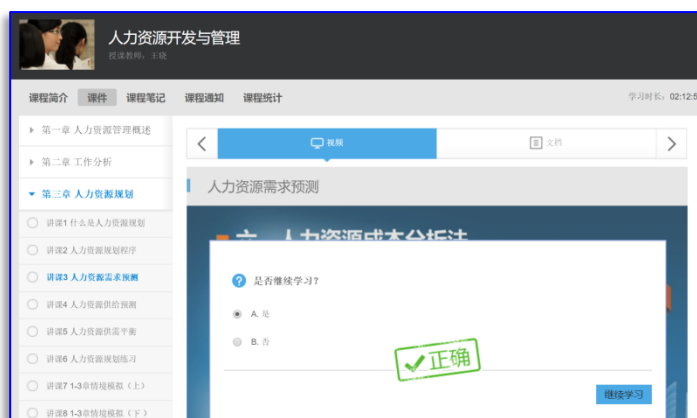 人力资源开发与管理
授课教师：王晓
课程简介 课件 课程笔记 课程通知 课程统计 学习时长：02:12:5
第一章 人力资源管理概述
第二章 工作分析
第三章 人力资源规划
讲课1 什么是人力资源规划
讲课2 人力资源规划程序
讲课3 人力资源需求预测
讲课4 人力资源供给预测
讲课5 人力资源供需平衡
讲课6 人力资源规划练习
讲课7 1-3章情境模拟（上）
讲课8 1-3章情境模拟（下）
视频 文档
人力资源需求预测
六、人力资源成本分析法
是否继续学习？
A. 是
B. 否
正确
继续学习